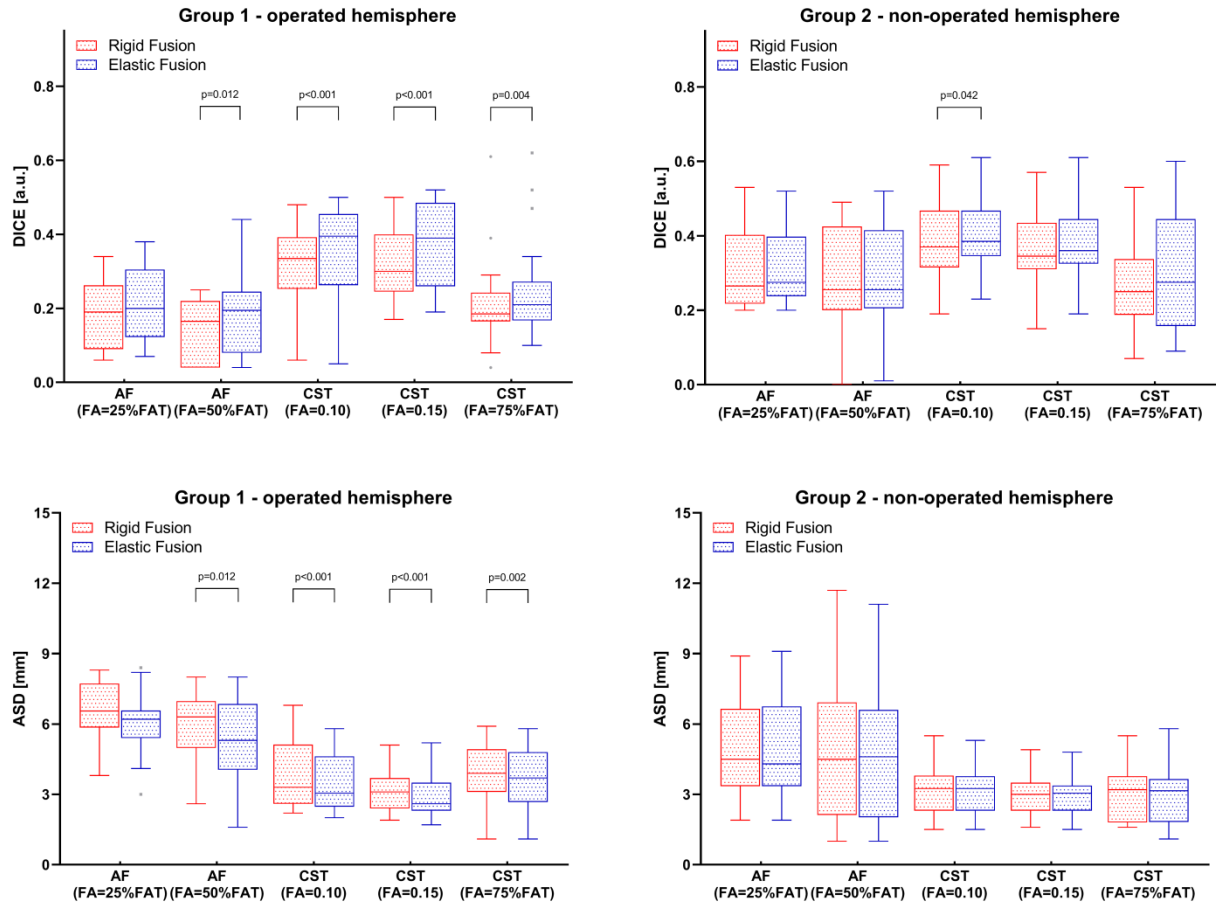 Group 1 - operated hemisphere
Rigid Fusion
Elastic Fusion
p=0.012
p<0.001
p<0.001
p=0.004
DICE [a.u.]
0.8
0.6
0.4
0.2
0.0
AF
(FA=25%FAT)
AF
(FA=50%FAT)
CST
(FA=0.10)
CST
(FA=0.15)
CST
(FA=75%FAT)
Group 2 - non-operated hemisphere
Rigid Fusion
Elastic Fusion
p=0.042
DICE [a.u.]
0.8
0.6
0.4
0.2
0.0
AF
(FA=25%FAT)
AF
(FA=50%FAT)
CST
(FA=0.10)
CST
(FA=0.15)
CST
(FA=75%FAT)
Group 1 - operated hemisphere
Rigid Fusion
Elastic Fusion
p=0.012
p<0.001
p<0.001
p=0.002
ASD [mm]
15
12
9
6
3
0
AF
(FA=25%FAT)
AF
(FA=50%FAT)
CST
(FA=0.10)
CST
(FA=0.15)
CST
(FA=75%FAT)
Group 2 - non-operated hemisphere
Rigid Fusion
Elastic Fusion
ASD [mm]
15
12
9
6
3
0
AF
(FA=25%FAT)
AF
(FA=50%FAT)
CST
(FA=0.10)
CST
(FA=0.15)
CST
(FA=75%FAT)